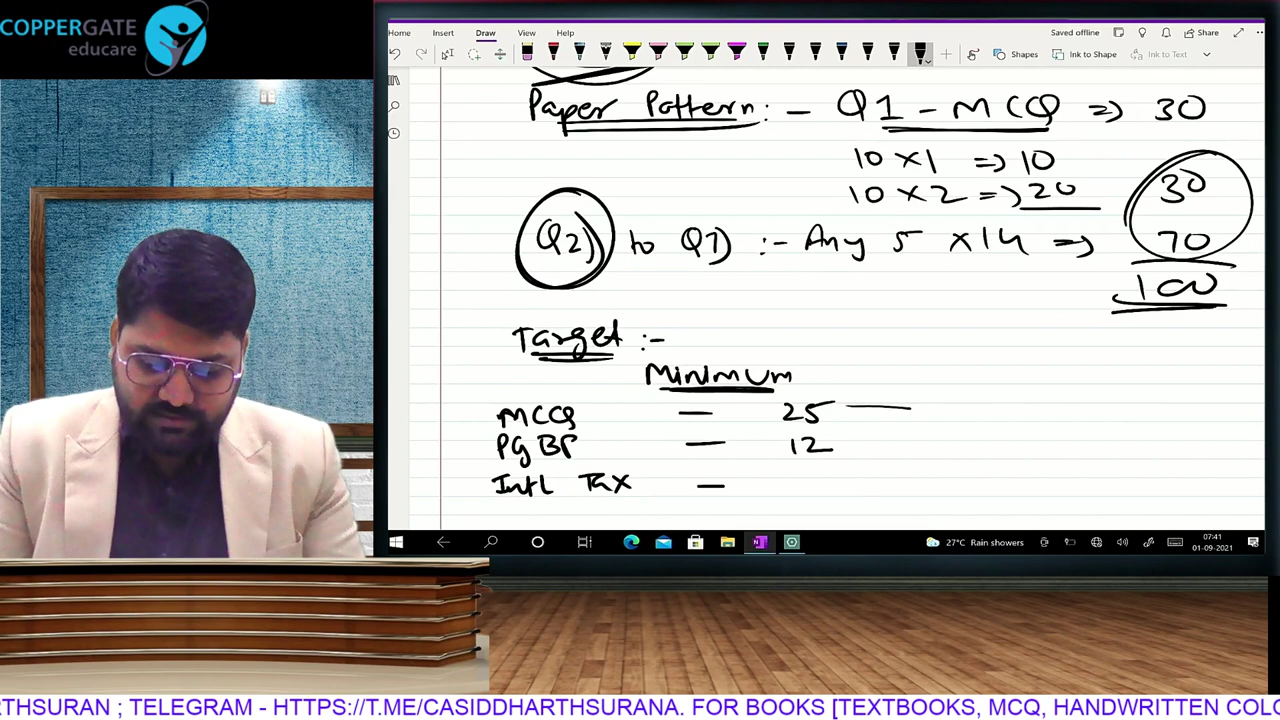 COPPERGATE
educare
Home Insert Draw View Help Saved offline Share
Shapes Ink to Shape Ink to Text
Paper Pattern :- Q1 - MCQ => 30
10 X 1 => 10
10 X 2 => 20
30
Q2) to Q7) :- Any 5 X 14 => 70
100
Target :-
Minimum
MCQ — 25 —
PGBP — 12
Intl Tax —
27°C Rain showers
07:41
01-09-2021
RTHSURAN ; TELEGRAM - HTTPS://T.ME/CASIDDHARTHSURANA. FOR BOOKS [TEXTBOOKS, MCQ, HANDWRITTEN COLO